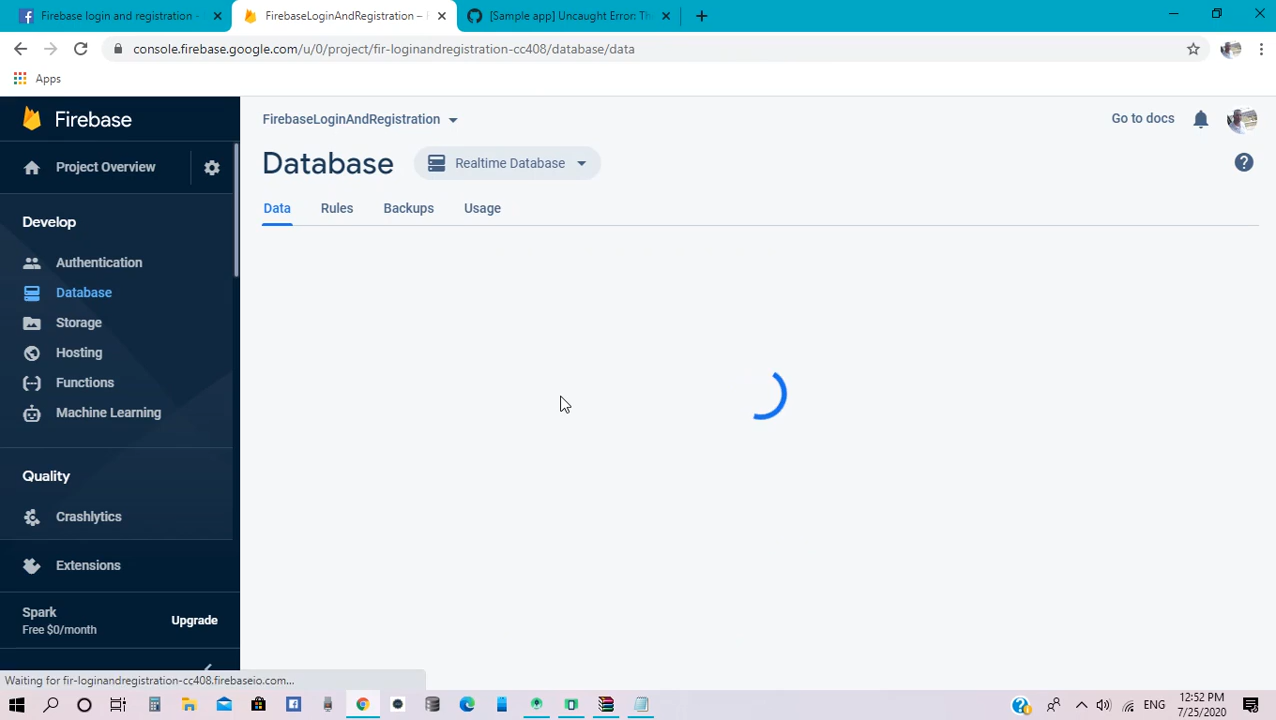 Facebook login and registration -
FirebaseLoginAndRegistration –
[Sample app] Uncaught Error: Th
console.firebase.google.com/u/0/project/fir-loginandregistration-cc408/database/data
Apps
Firebase
Project Overview
Develop
Authentication
Database
Storage
Hosting
Functions
Machine Learning
Quality
Crashlytics
Extensions
Spark
Free $0/month
Upgrade
FirebaseLoginAndRegistration
Go to docs
Database
Realtime Database
Data
Rules
Backups
Usage
Waiting for fir-loginandregistration-cc408.firebaseio.com...
ENG
12:52 PM
7/25/2020